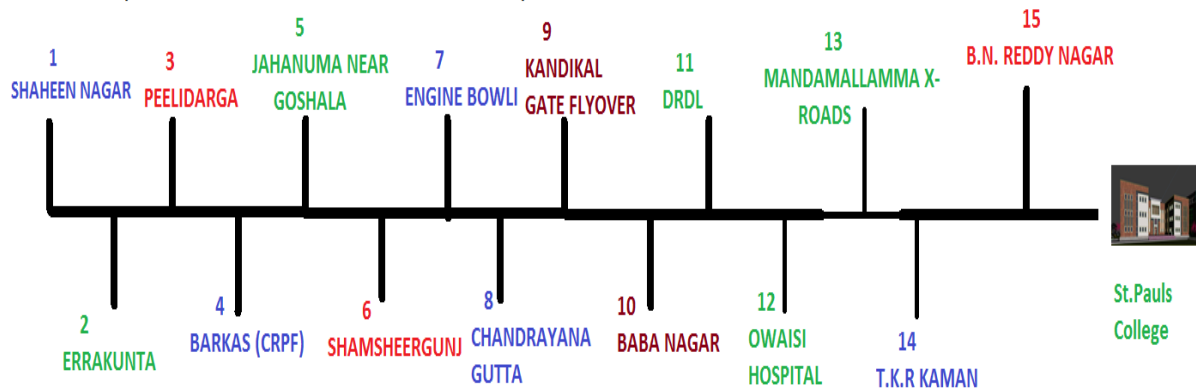 1
SHAHEEN NAGAR
2
ERRAKUNTA
3
PEELIDARGA
4
BARKAS (CRPF)
5
JAHANUMA NEAR
GOSHALA
6
SHAMSHEERGUNJ
7
ENGINE BOWLI
8
CHANDRAYANA
GUTTA
9
KANDIKAL
GATE FLYOVER
10
BABA NAGAR
11
DRDL
12
OWAISI
HOSPITAL
13
MANDAMALLAMMA X-
ROADS
14
T.K.R KAMAN
15
B.N. REDDY NAGAR
St.Pauls
College